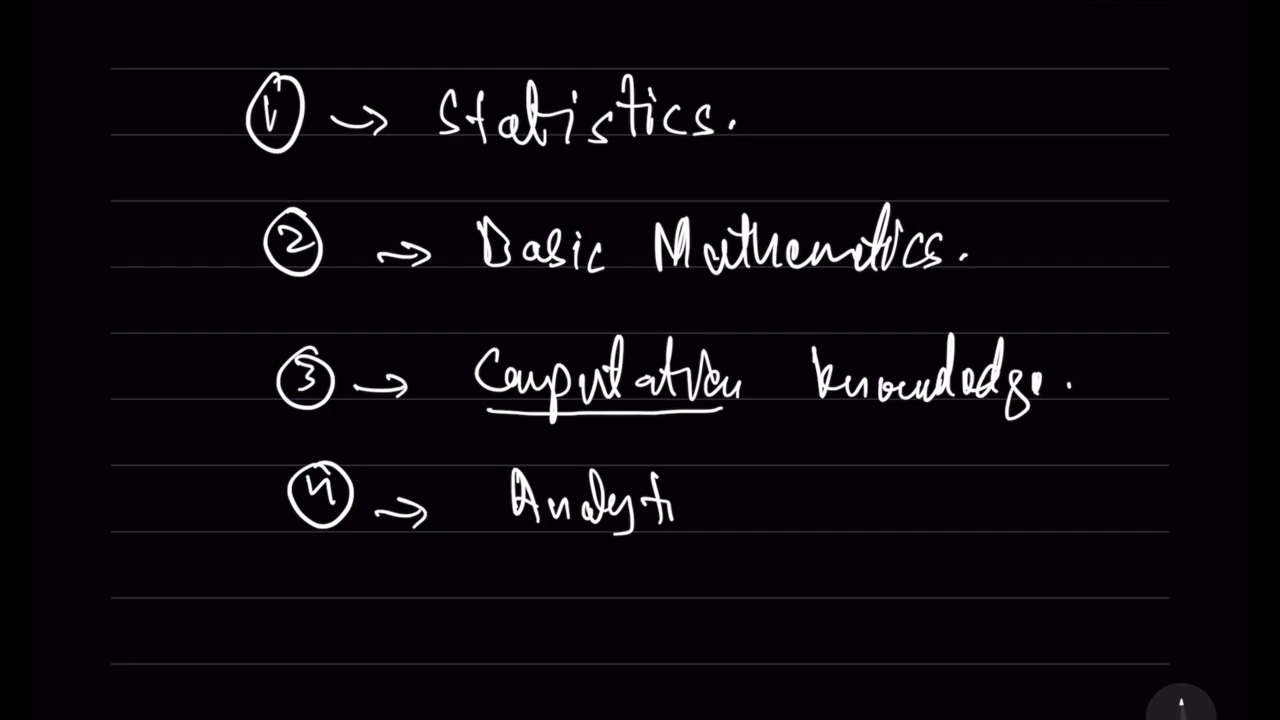 ① → Statistics.
② → Basic Mathematics.
③ → Computation knowledge.
④ → Analyti